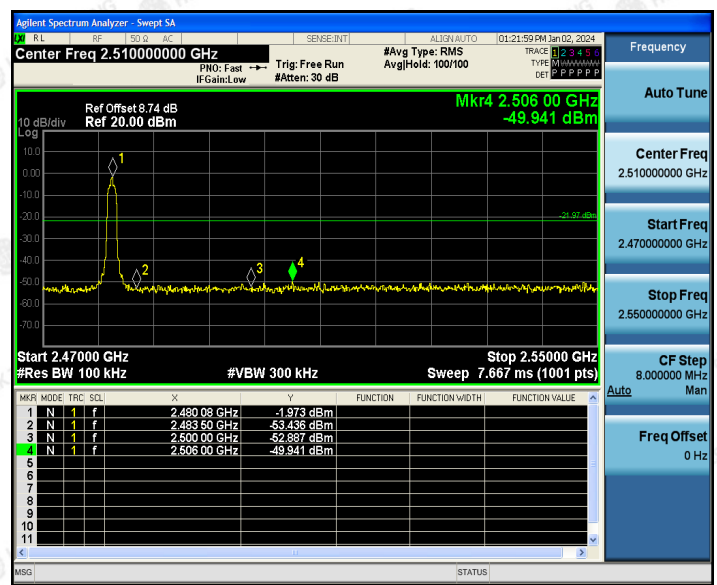 Agilent Spectrum Analyzer - Swept SA
LXI RL RF 50 Ω AC SENSE:INT ALIGNAUTO 01:21:59 PM Jan 02, 2024
Center Freq 2.510000000 GHz #Avg Type: RMS TRACE 1 2 3 4 5 6
PNO: Fast Trig: Free Run Avg|Hold: 100/100 TYPE MWWWWW
IFGain:Low #Atten: 30 dB DET P P P P P P
Ref Offset 8.74 dB Mkr4 2.506 00 GHz
10 dB/div Ref 20.00 dBm -49.941 dBm
Log
10.0
1
0.00
-10.0
-20.0
-21.97 dBm
-30.0
-40.0
2 3 4
-50.0
-60.0
-70.0
Start 2.47000 GHz Stop 2.55000 GHz
#Res BW 100 kHz #VBW 300 kHz Sweep 7.667 ms (1001 pts)
MKR MODE TRC SCL X Y FUNCTION FUNCTION WIDTH FUNCTION VALUE
1 N 1 f 2.480 08 GHz -1.973 dBm
2 N 1 f 2.483 50 GHz -53.436 dBm
3 N 1 f 2.500 00 GHz -52.887 dBm
4 N 1 f 2.506 00 GHz -49.941 dBm
5
6
7
8
9
10
11
MSG STATUS
Frequency
Auto Tune
Center Freq
2.510000000 GHz
Start Freq
2.470000000 GHz
Stop Freq
2.550000000 GHz
CF Step
8.000000 MHz
Auto Man
Freq Offset
0 Hz